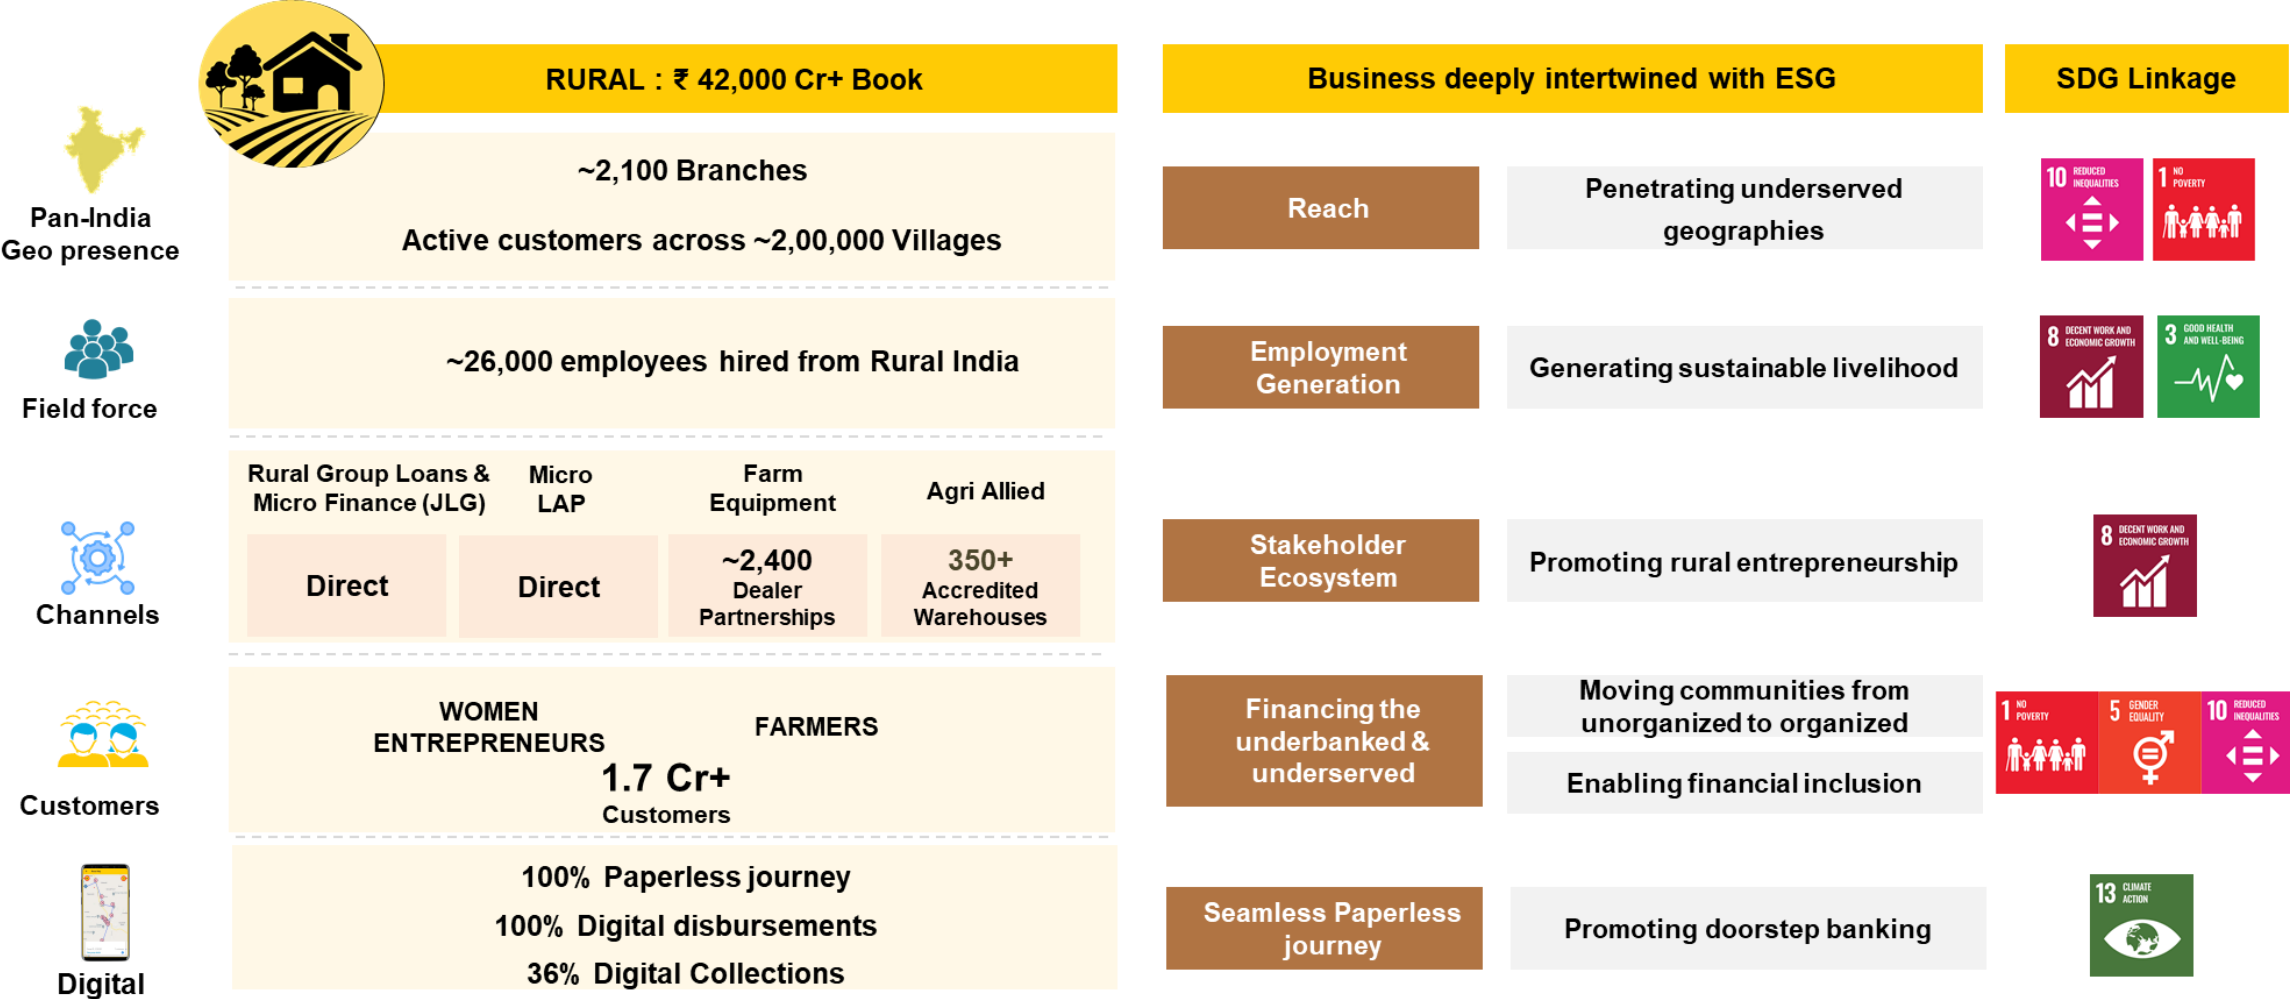 RURAL : ₹ 42,000 Cr+ Book
Business deeply intertwined with ESG
SDG Linkage
Pan-India
Geo presence
~2,100 Branches
Active customers across ~2,00,000 Villages
Reach
Penetrating underserved
geographies
10 REDUCED
INEQUALITIES
1 NO
POVERTY
Field force
~26,000 employees hired from Rural India
Employment
Generation
Generating sustainable livelihood
8 DECENT WORK AND
ECONOMIC GROWTH
3 GOOD HEALTH
AND WELL-BEING
Channels
Rural Group Loans &
Micro Finance (JLG)
Direct
Micro
LAP
Direct
Farm
Equipment
~2,400
Dealer
Partnerships
Agri Allied
350+
Accredited
Warehouses
Stakeholder
Ecosystem
Promoting rural entrepreneurship
8 DECENT WORK AND
ECONOMIC GROWTH
Customers
WOMEN
ENTREPRENEURS
FARMERS
1.7 Cr+
Customers
Financing the
underbanked &
underserved
Moving communities from
unorganized to organized
Enabling financial inclusion
1 NO
POVERTY
5 GENDER
EQUALITY
10 REDUCED
INEQUALITIES
Digital
100% Paperless journey
100% Digital disbursements
36% Digital Collections
Seamless Paperless
journey
Promoting doorstep banking
13 CLIMATE
ACTION